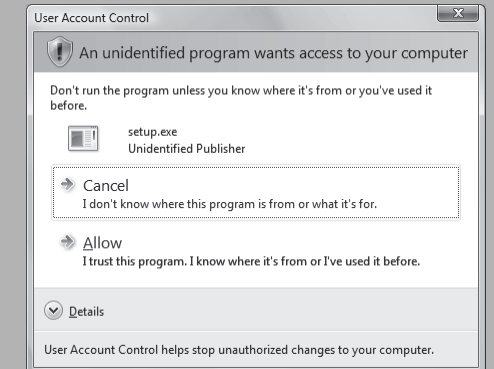 User Account Control
An unidentified program wants access to your computer
Don't run the program unless you know where it's from or you've used it
before.
setup.exe
Unidentified Publisher
Cancel
I don't know where this program is from or what it's for.
Allow
I trust this program. I know where it's from or I've used it before.
Details
User Account Control helps stop unauthorized changes to your computer.